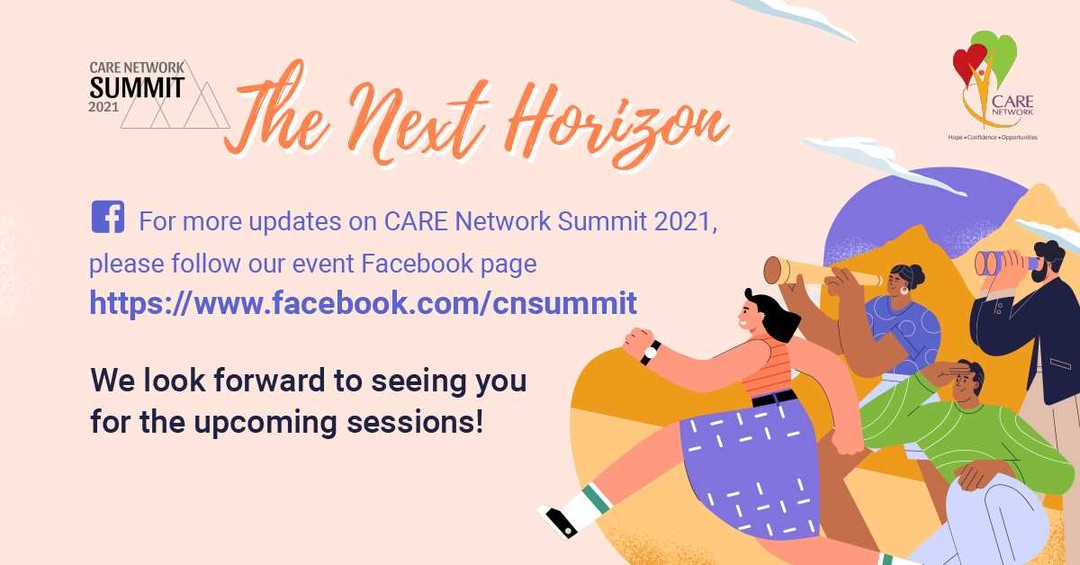 CARE NETWORK
SUMMIT
2021
The Next Horizon
CARE
NETWORK
Hope • Confidence • Opportunities
For more updates on CARE Network Summit 2021,
please follow our event Facebook page
https://www.facebook.com/cnsummit
We look forward to seeing you
for the upcoming sessions!